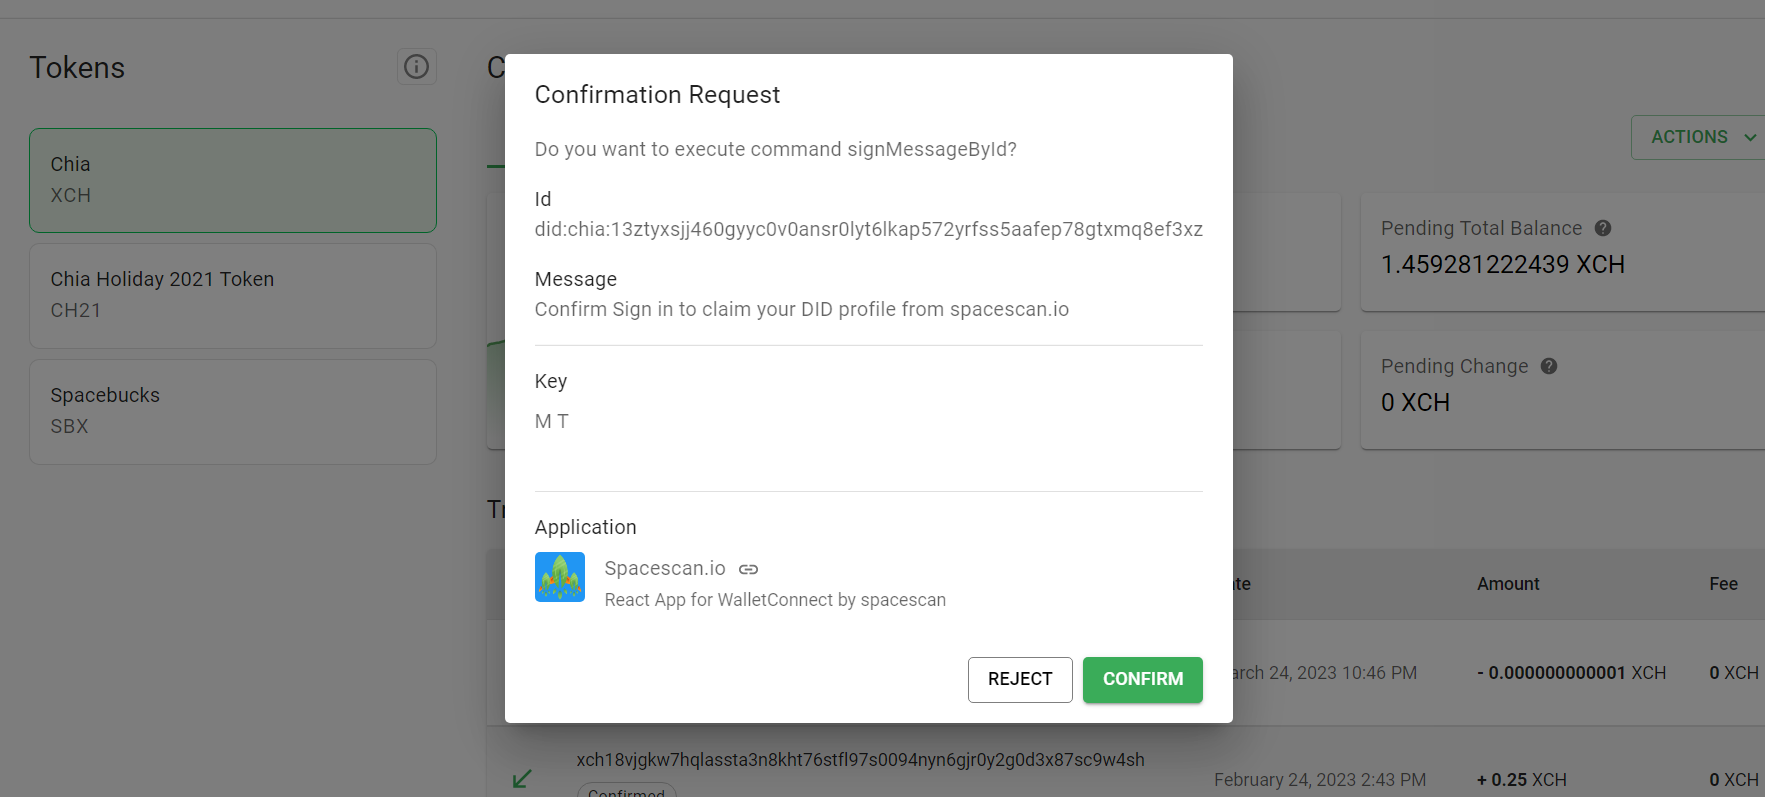 Tokens
Chia
XCH
Chia Holiday 2021 Token
CH21
Spacebucks
SBX
C
Confirmation Request
Do you want to execute command signMessageById?
Id
did:chia:13ztyxsjj460gyyc0v0ansr0lyt6lkap572yrfss5aafep78gtxmq8ef3xz
Message
Confirm Sign in to claim your DID profile from spacescan.io
Key
M T
Application
Spacescan.io
React App for WalletConnect by spacescan
REJECT
CONFIRM
ACTIONS
Pending Total Balance
1.459281222439 XCH
Pending Change
0 XCH
Tr
te
Amount
Fee
arch 24, 2023 10:46 PM
- 0.000000000001 XCH
0 XCH
xch18vjgkw7hqlassta3n8kht76stfl97s0094nyn6gjr0y2g0d3x87sc9w4sh
Confirmed
February 24, 2023 2:43 PM
+ 0.25 XCH
0 XCH